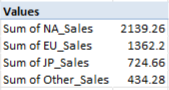 Values
Sum of NA_Sales 2139.26
Sum of EU_Sales 1362.2
Sum of JP_Sales 724.66
Sum of Other_Sales 434.28